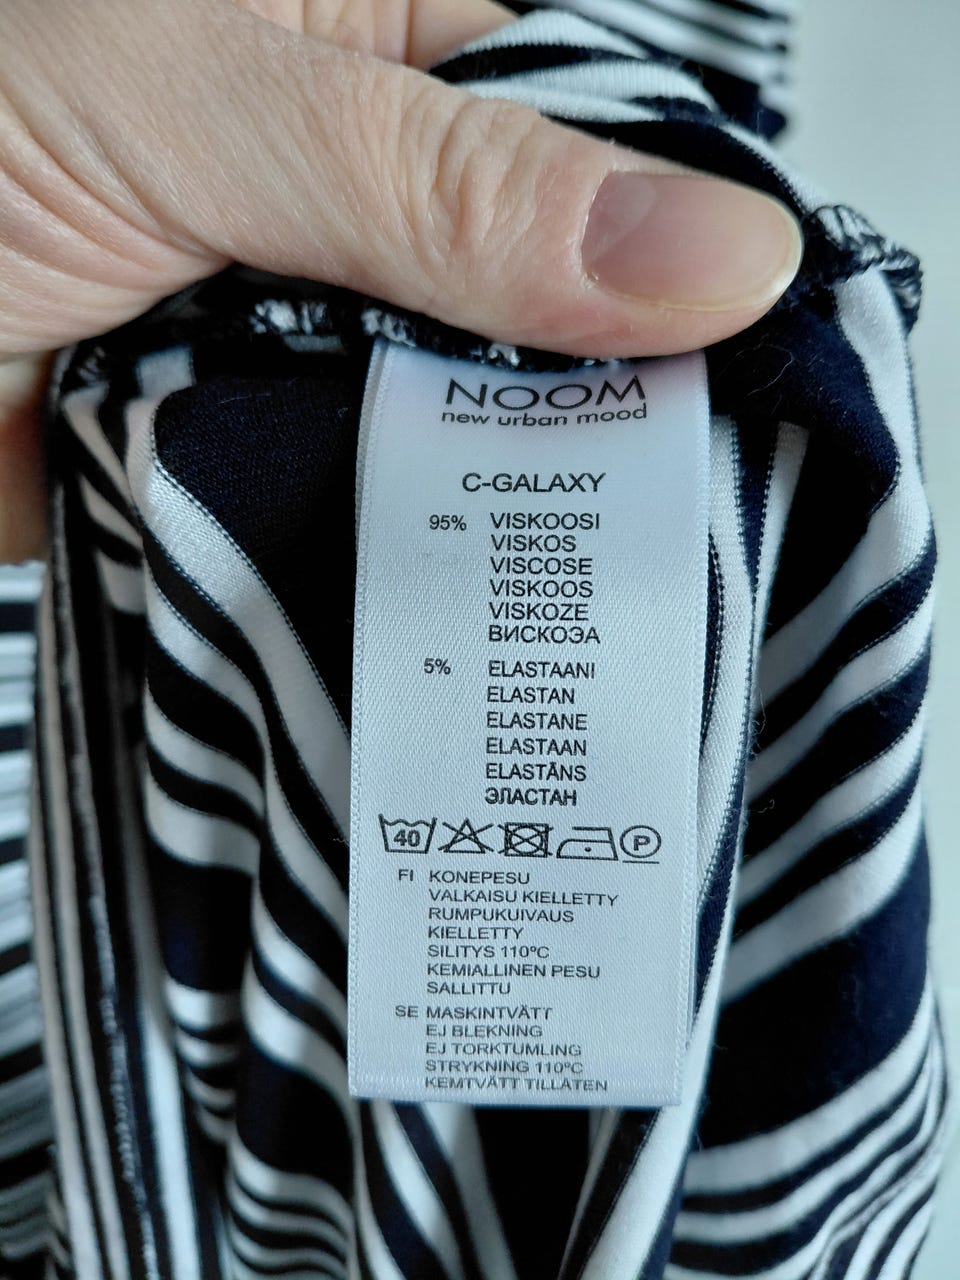 NOOM
new urban mood
C-GALAXY
95% VISKOOSI
VISKOS
VISCOSE
VISKOOS
VISKOZE
ВИСКОЭА
5% ELASTAANI
ELASTAN
ELASTANE
ELASTAAN
ELASTĀNS
ЭЛАСТАН
40 P
FI KONEPESU
VALKAISU KIELLETTY
RUMPUKUIVAUS
KIELLETTY
SILITYS 110ºC
KEMIALLINEN PESU
SALLITTU
SE MASKINTVÄTT
EJ BLEKNING
EJ TORKTUMLING
STRYKNING 110ºC
KEMTVÄTT TILLÅTEN